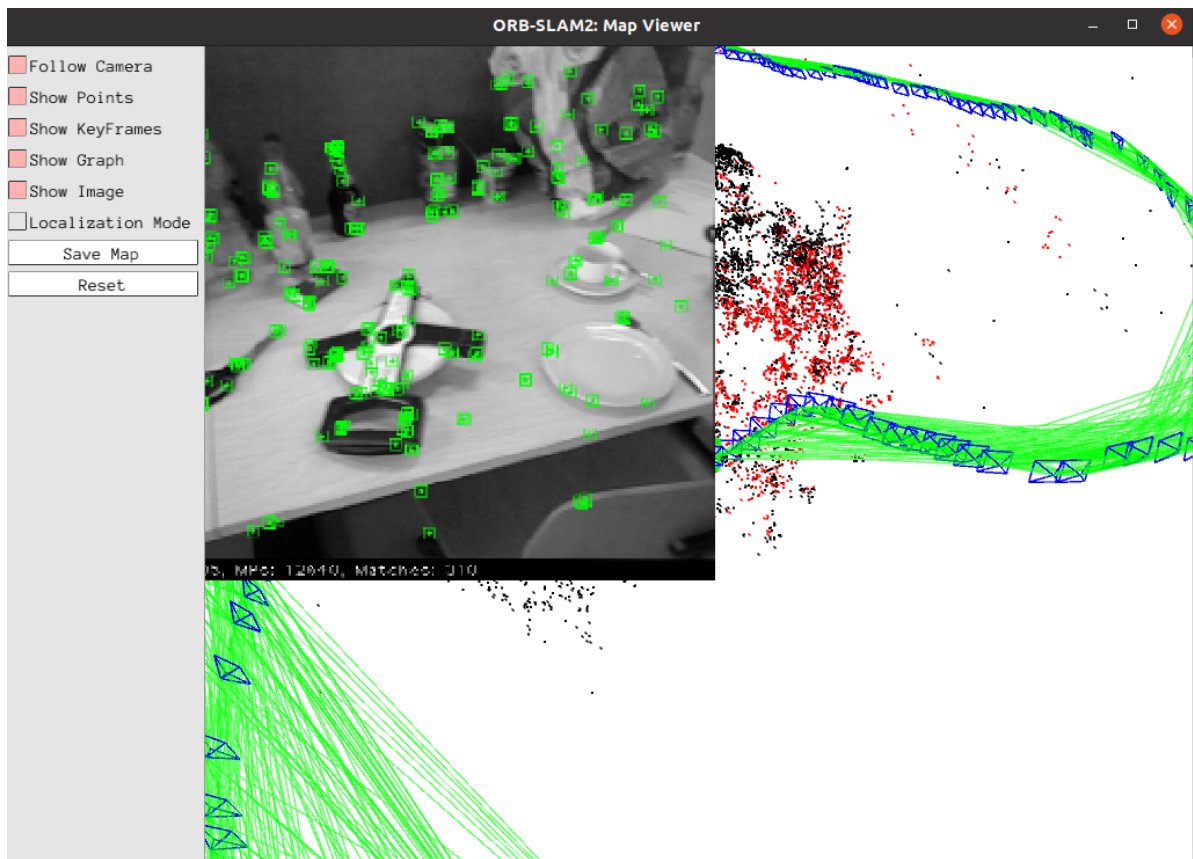 ORB-SLAM2: Map Viewer
Follow Camera
Show Points
Show KeyFrames
Show Graph
Show Image
Localization Mode
Save Map
Reset
MPs: 12040, Matches: 310